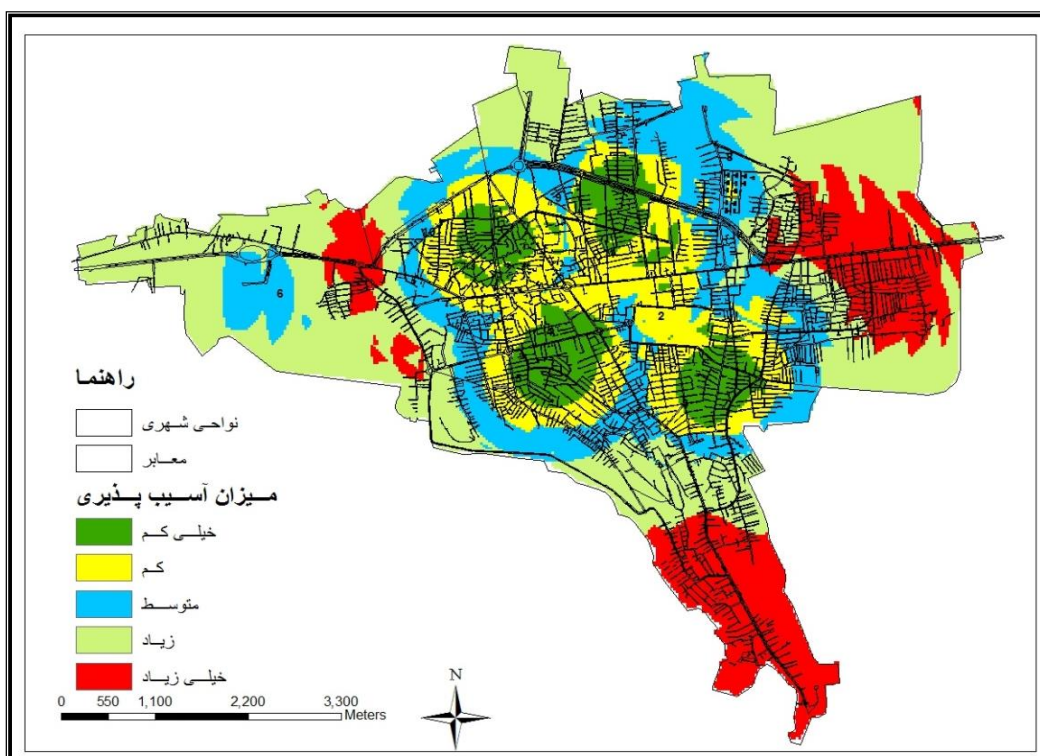 6
2
راهنما
نواحی شهری
معابر
میزان آسیب پذیری
خیلی کم
کم
متوسط
زیاد
خیلی زیاد
0 550 1,100 2,200 3,300
Meters
N